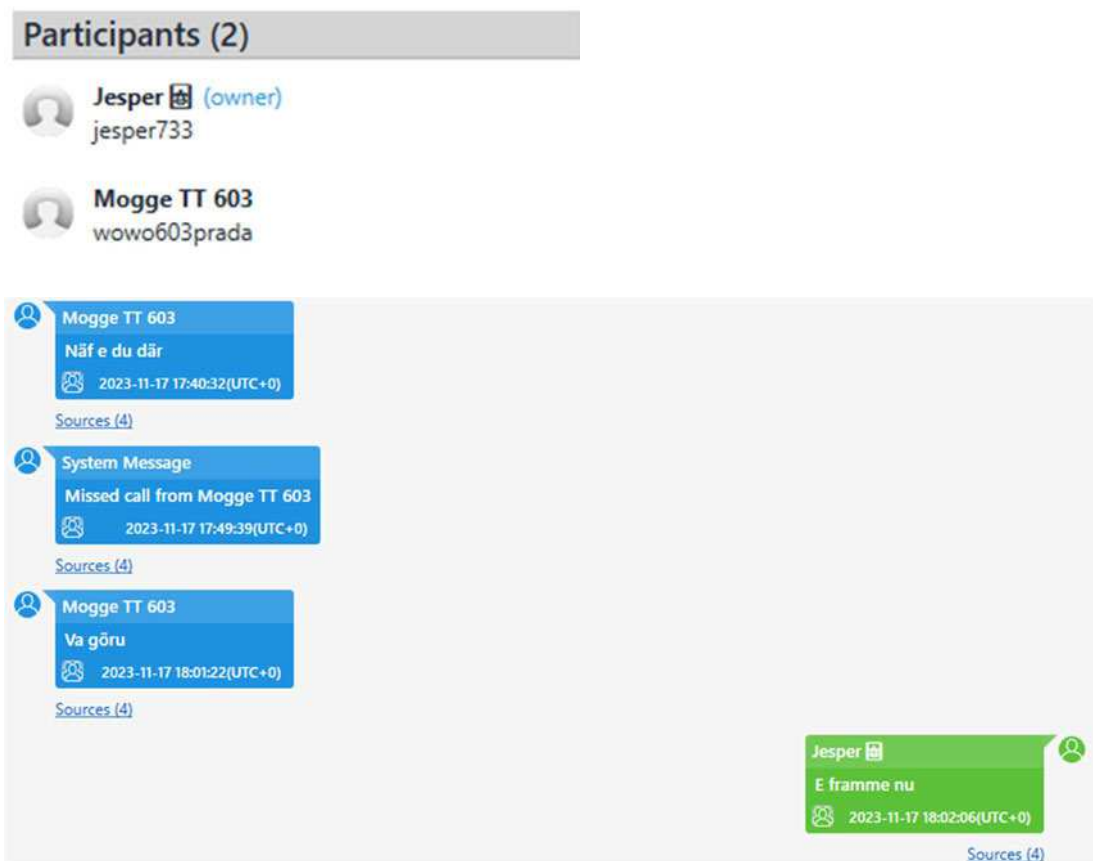 Participants (2)
Jesper (owner)
jesper733
Mogge TT 603
wowo603prada
Mogge TT 603
Näf e du där
2023-11-17 17:40:32(UTC+0)
Sources (4)
System Message
Missed call from Mogge TT 603
2023-11-17 17:49:39(UTC+0)
Sources (4)
Mogge TT 603
Va göru
2023-11-17 18:01:22(UTC+0)
Sources (4)
Jesper
E framme nu
2023-11-17 18:02:06(UTC+0)
Sources (4)